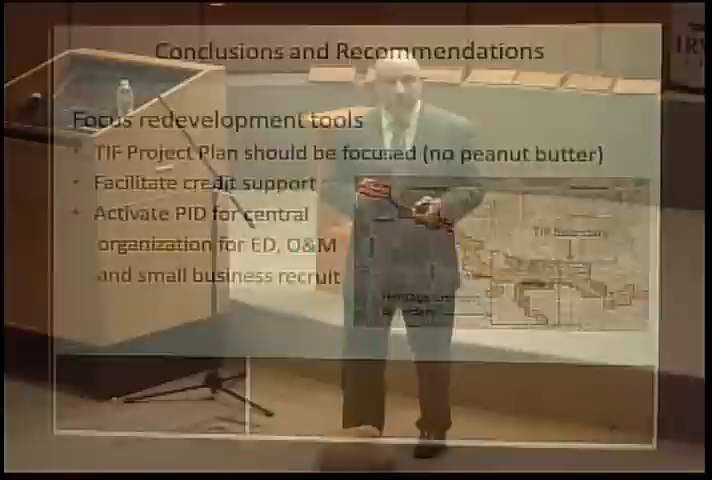 Conclusions and Recommendations
Focus redevelopment tools
• TIF Project Plan should be focused (no peanut butter)
• Facilitate credit support
• Activate PID for central
organization for ED, O&M
and small business recruit
TIF Boundary